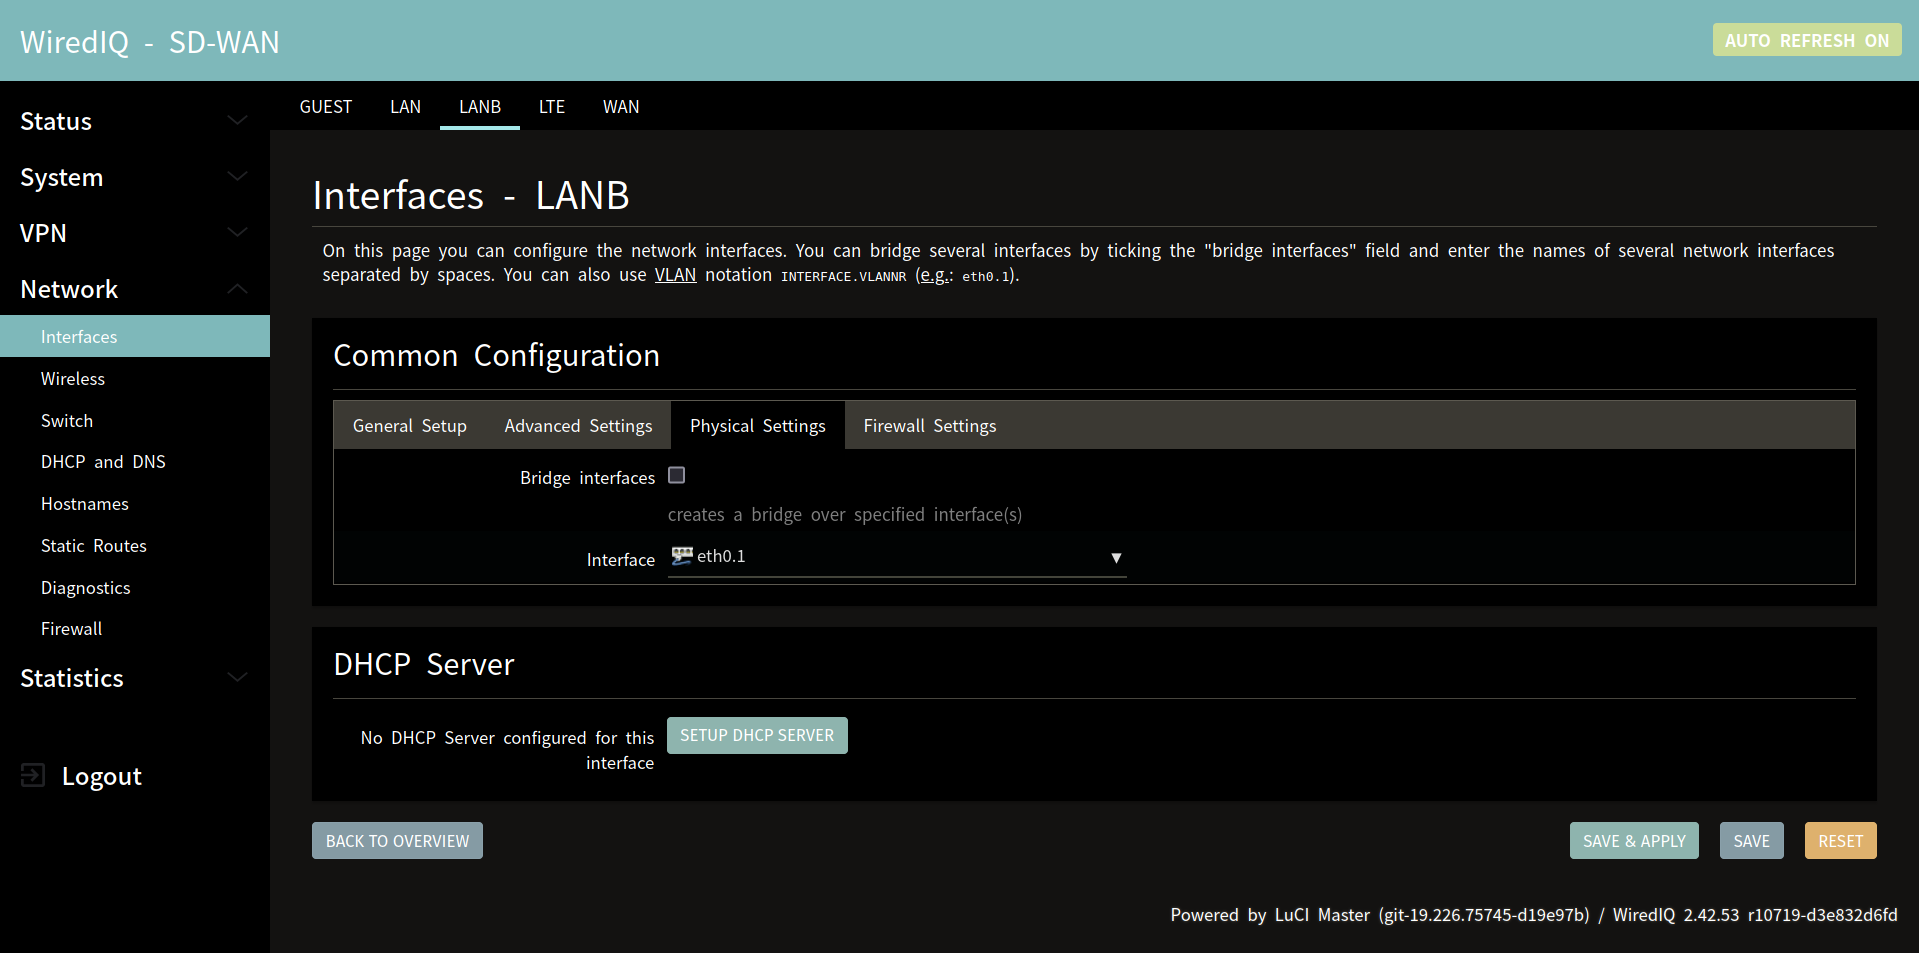 WiredIQ - SD-WAN
AUTO REFRESH ON
Status
System
VPN
Network
Interfaces
Wireless
Switch
DHCP and DNS
Hostnames
Static Routes
Diagnostics
Firewall
Statistics
Logout
GUEST LAN LANB LTE WAN
Interfaces - LANB
On this page you can configure the network interfaces. You can bridge several interfaces by ticking the "bridge interfaces" field and enter the names of several network interfaces
separated by spaces. You can also use VLAN notation INTERFACE.VLANNR (e.g.: eth0.1).
Common Configuration
General Setup Advanced Settings Physical Settings Firewall Settings
Bridge interfaces
creates a bridge over specified interface(s)
Interface eth0.1
DHCP Server
No DHCP Server configured for this
interface
SETUP DHCP SERVER
BACK TO OVERVIEW
SAVE & APPLY SAVE RESET
Powered by LuCI Master (git-19.226.75745-d19e97b) / WiredIQ 2.42.53 r10719-d3e832d6fd